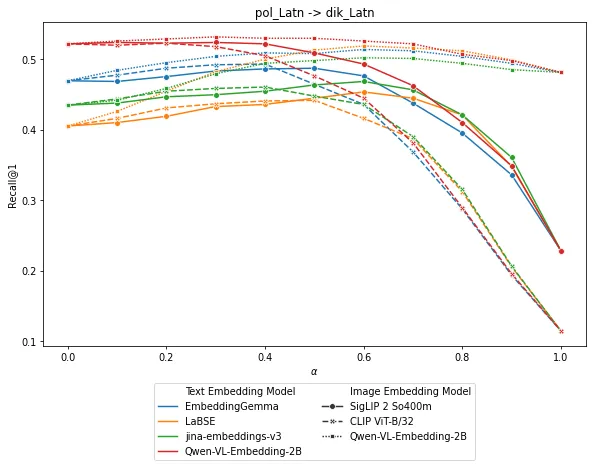 pol_Latn -> dik_Latn
Recall@1
0.5
0.4
0.3
0.2
0.1
0.0 0.2 0.4 0.6 0.8 1.0
α
Text Embedding Model Image Embedding Model
EmbeddingGemma SigLIP 2 So400m
LaBSE CLIP ViT-B/32
jina-embeddings-v3 Qwen-VL-Embedding-2B
Qwen-VL-Embedding-2B